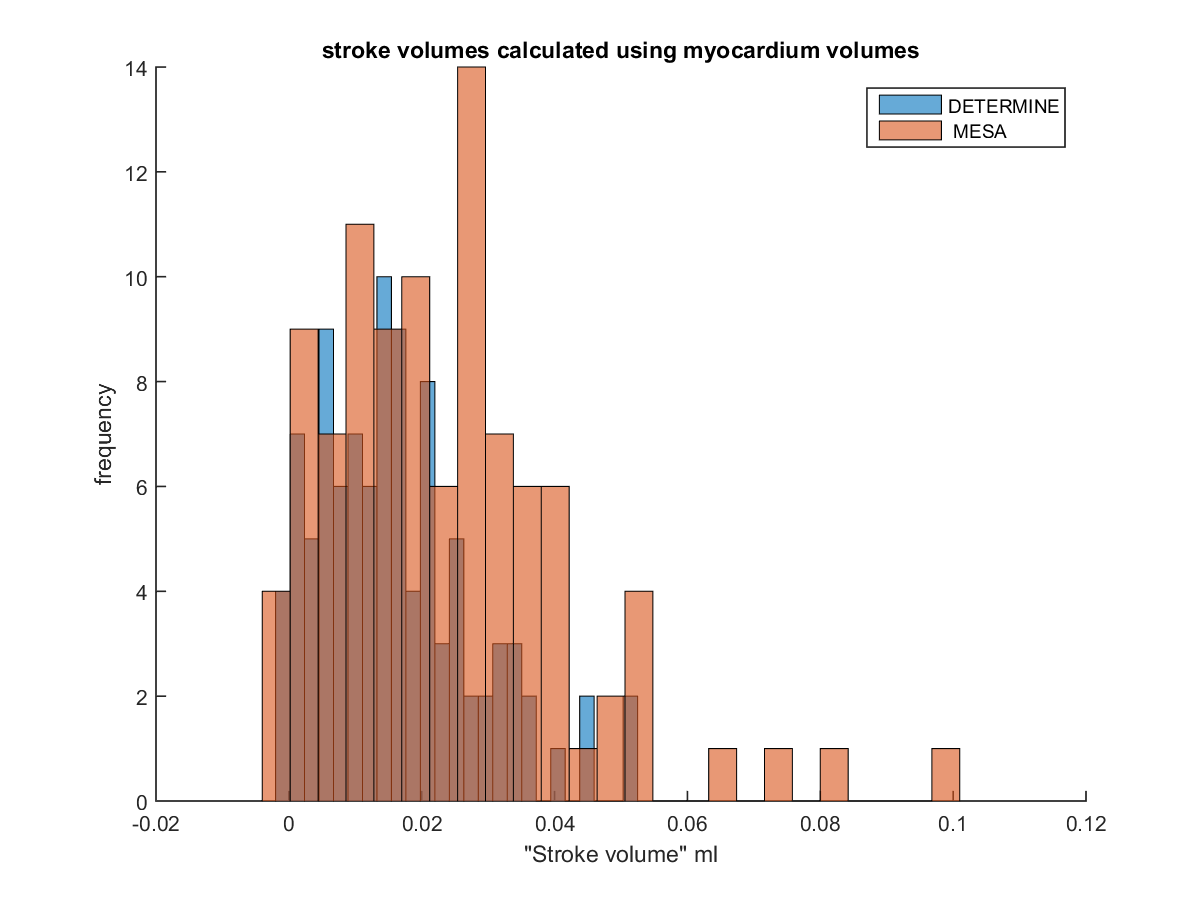 stroke volumes calculated using myocardium volumes
DETERMINE
MESA
14
12
10
8
6
4
2
0
frequency
-0.02 0 0.02 0.04 0.06 0.08 0.1 0.12
"Stroke volume" ml